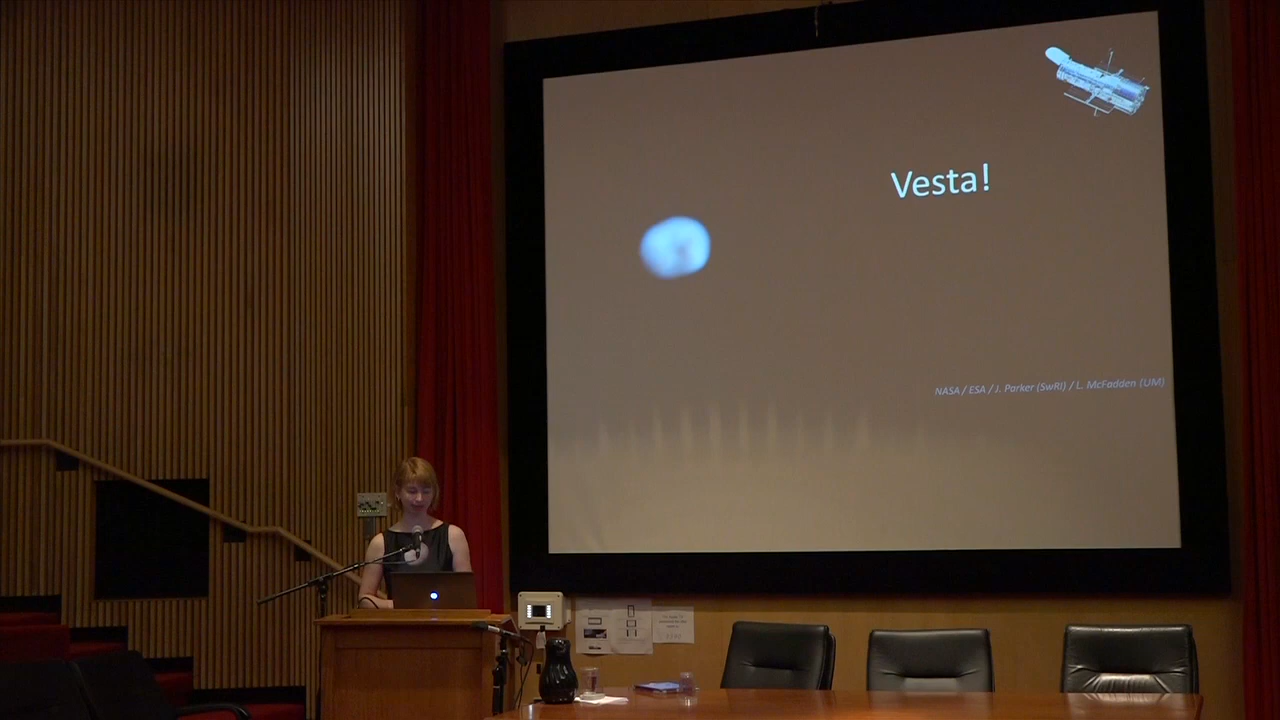 Vesta!
NASA / ESA / J. Parker (SwRI) / L. McFadden (UM)